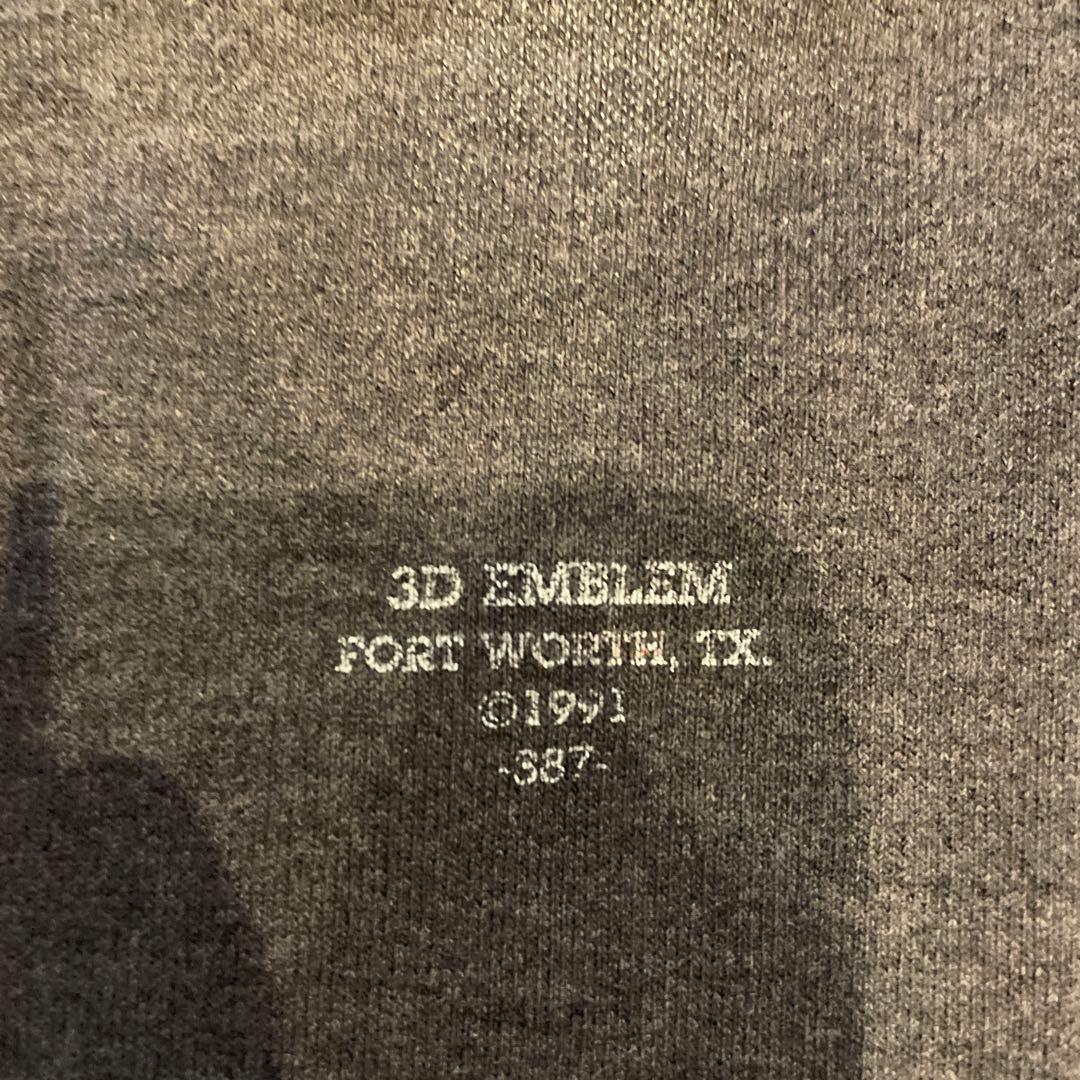 3D EMBLEM
FORT WORTH, TX.
©1991
-387-